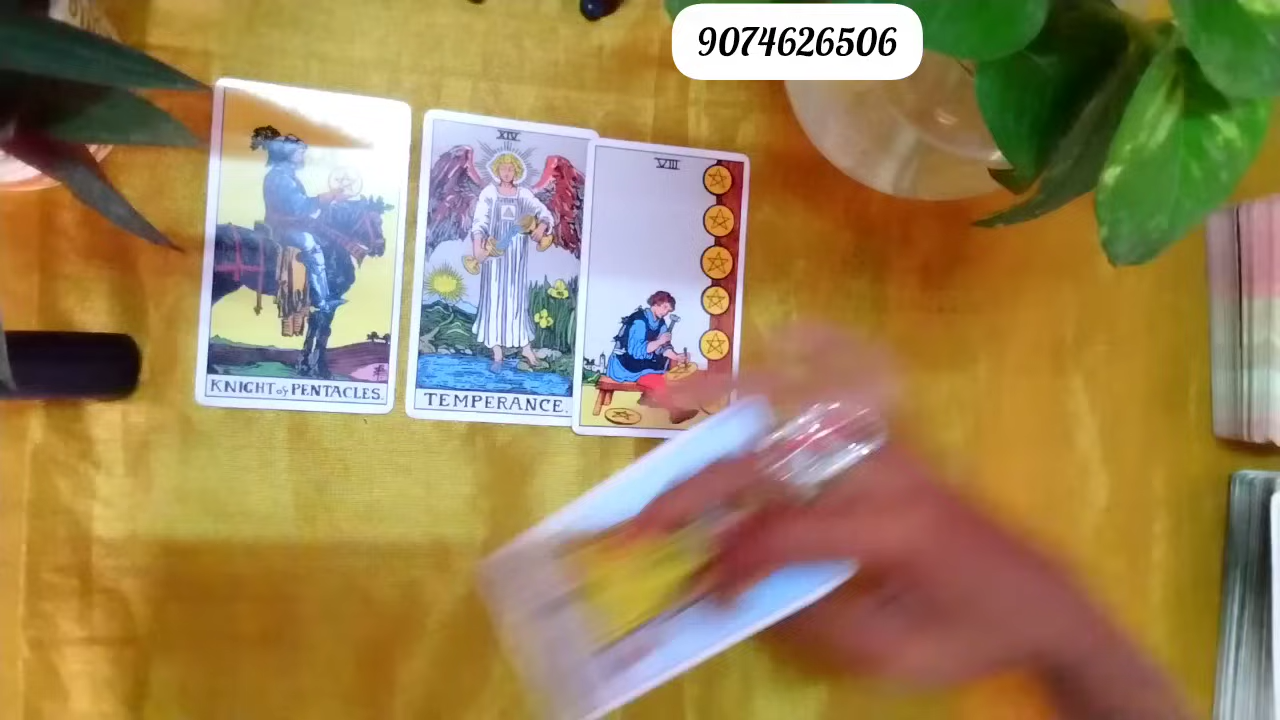 9074626506
XIV
VIII
KNIGHT of PENTACLES.
TEMPERANCE.